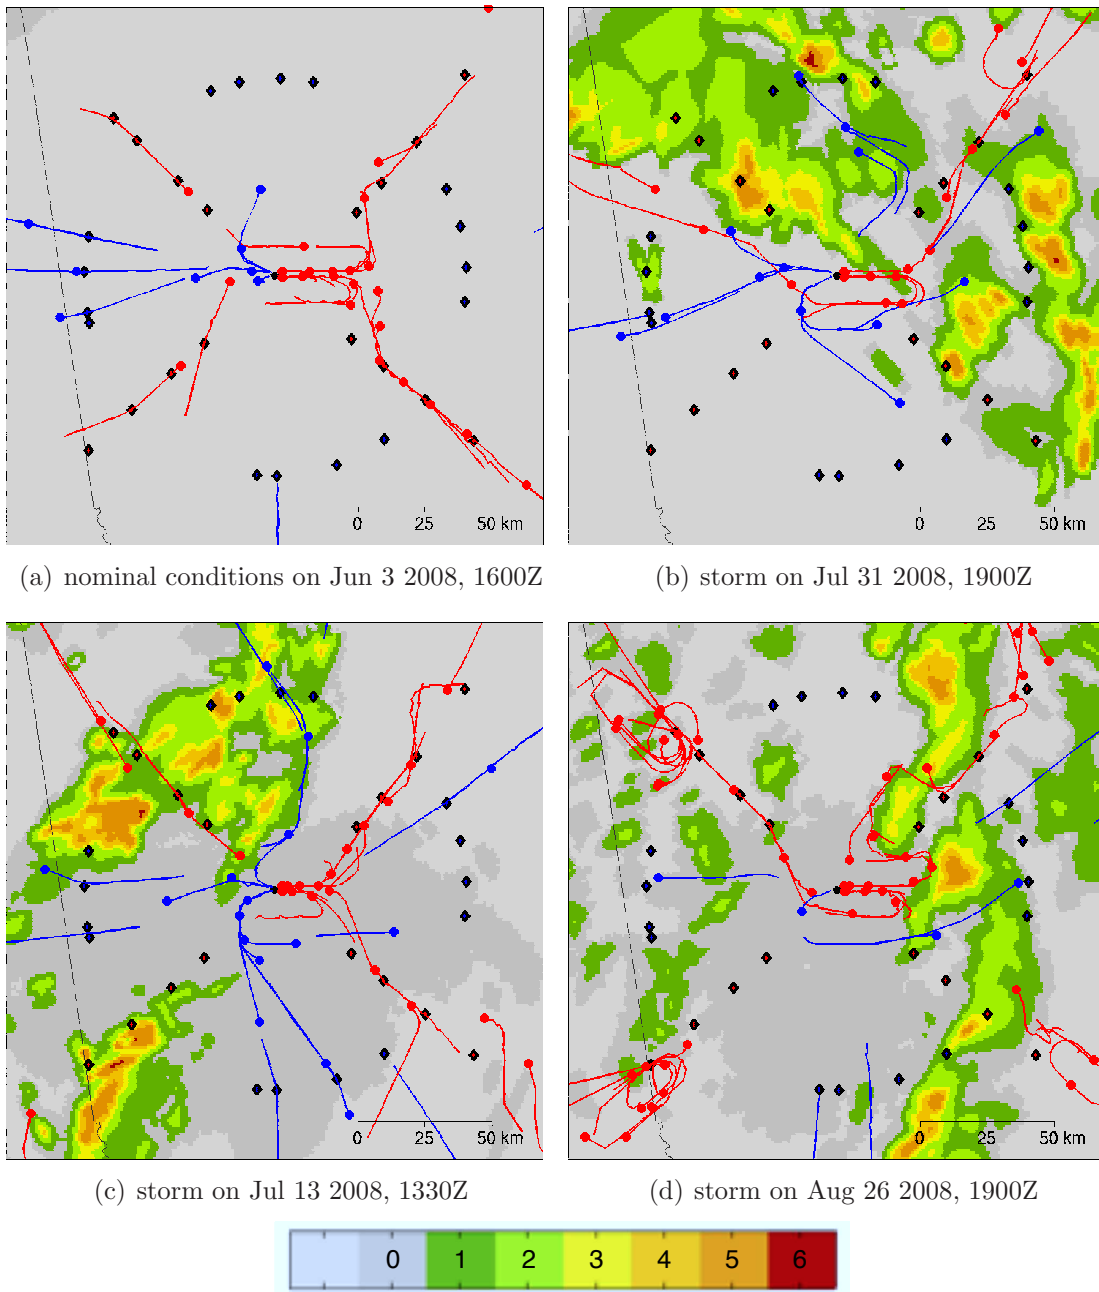 0 25 50 km
0 25 50 km
(a) nominal conditions on Jun 3 2008, 1600Z
(b) storm on Jul 31 2008, 1900Z
0 25 50 km
0 25 50 km
(c) storm on Jul 13 2008, 1330Z
(d) storm on Aug 26 2008, 1900Z
0 1 2 3 4 5 6